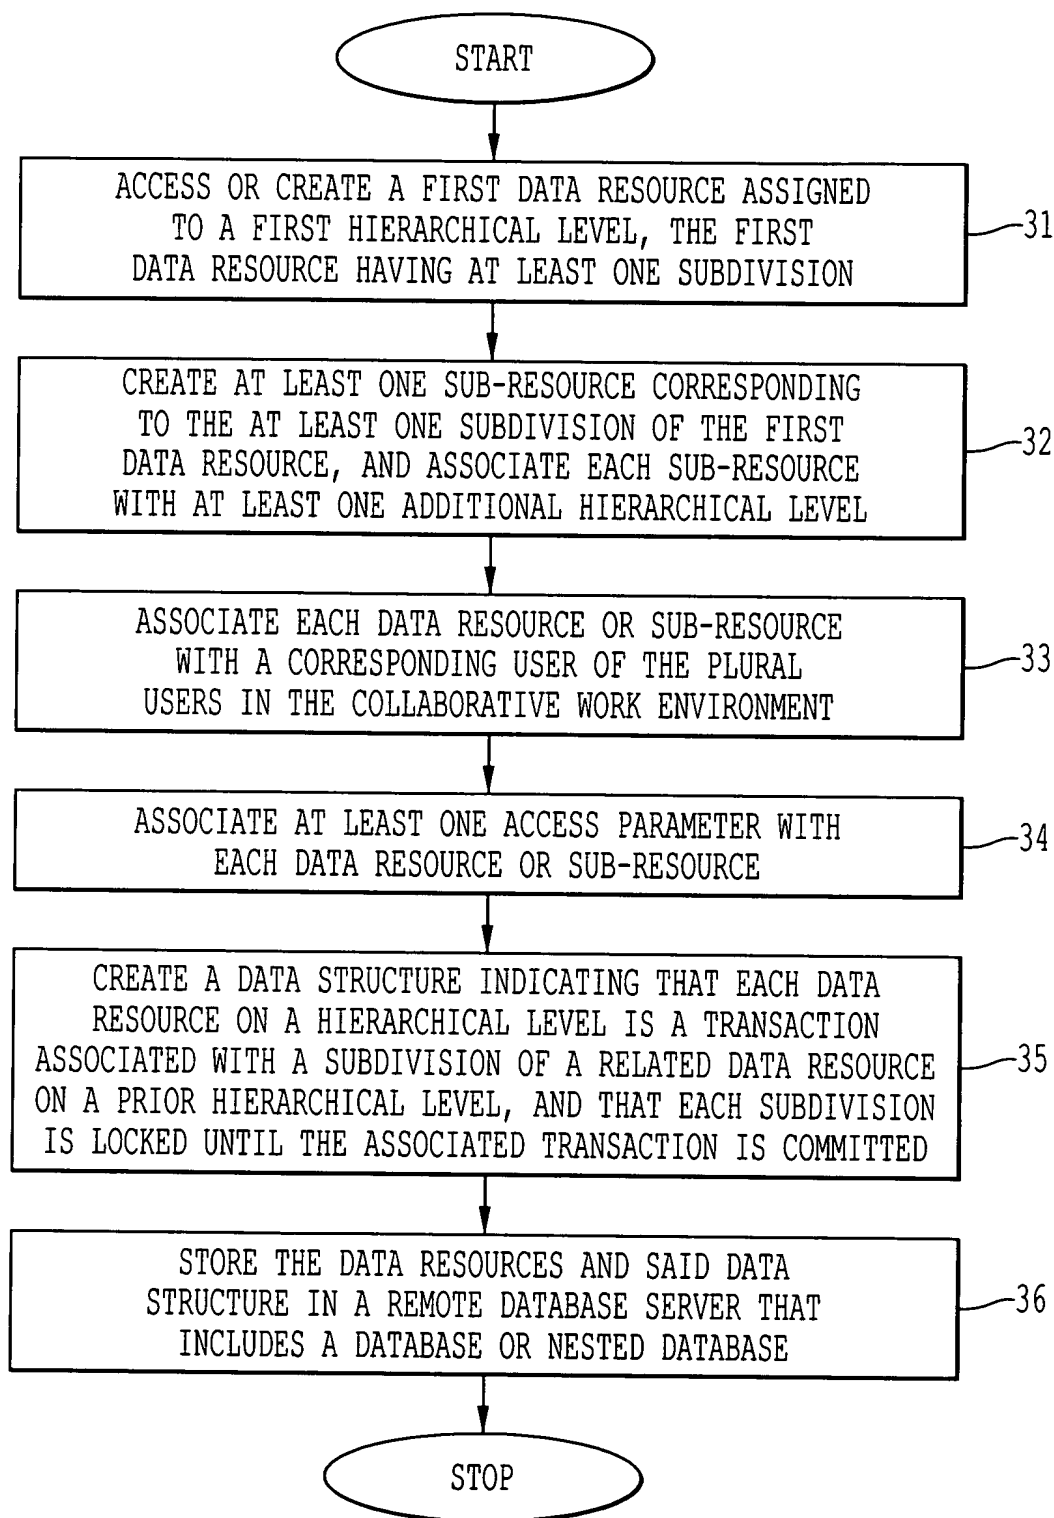 START
ACCESS OR CREATE A FIRST DATA RESOURCE ASSIGNED
TO A FIRST HIERARCHICAL LEVEL, THE FIRST
DATA RESOURCE HAVING AT LEAST ONE SUBDIVISION
31
CREATE AT LEAST ONE SUB-RESOURCE CORRESPONDING
TO THE AT LEAST ONE SUBDIVISION OF THE FIRST
DATA RESOURCE, AND ASSOCIATE EACH SUB-RESOURCE
WITH AT LEAST ONE ADDITIONAL HIERARCHICAL LEVEL
32
ASSOCIATE EACH DATA RESOURCE OR SUB-RESOURCE
WITH A CORRESPONDING USER OF THE PLURAL
USERS IN THE COLLABORATIVE WORK ENVIRONMENT
33
ASSOCIATE AT LEAST ONE ACCESS PARAMETER WITH
EACH DATA RESOURCE OR SUB-RESOURCE
34
CREATE A DATA STRUCTURE INDICATING THAT EACH DATA
RESOURCE ON A HIERARCHICAL LEVEL IS A TRANSACTION
ASSOCIATED WITH A SUBDIVISION OF A RELATED DATA RESOURCE
ON A PRIOR HIERARCHICAL LEVEL, AND THAT EACH SUBDIVISION
IS LOCKED UNTIL THE ASSOCIATED TRANSACTION IS COMMITTED
35
STORE THE DATA RESOURCES AND SAID DATA
STRUCTURE IN A REMOTE DATABASE SERVER THAT
INCLUDES A DATABASE OR NESTED DATABASE
36
STOP